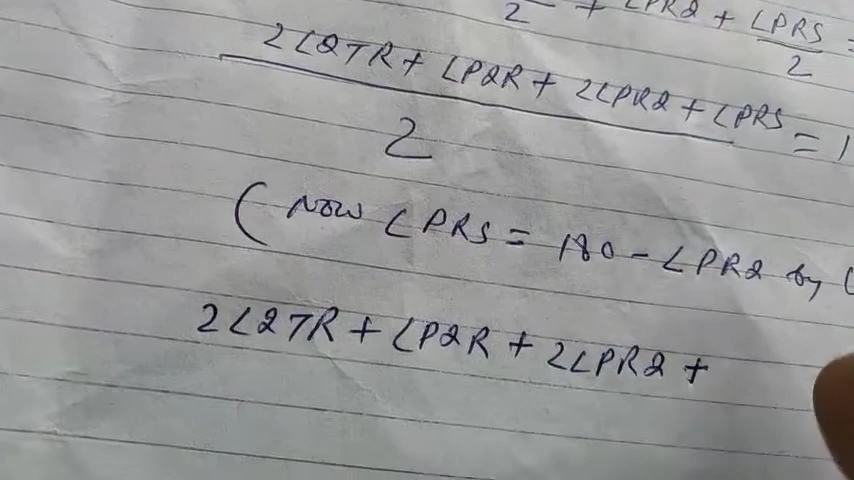 2 + ∠PRQ + ∠PRS / 2 =
2∠QTR + ∠PQR + 2∠PRQ + ∠PRS / 2 = 1
( Now ∠PRS = 180 - ∠PRQ by (
2∠QTR + ∠PQR + 2∠PRQ +